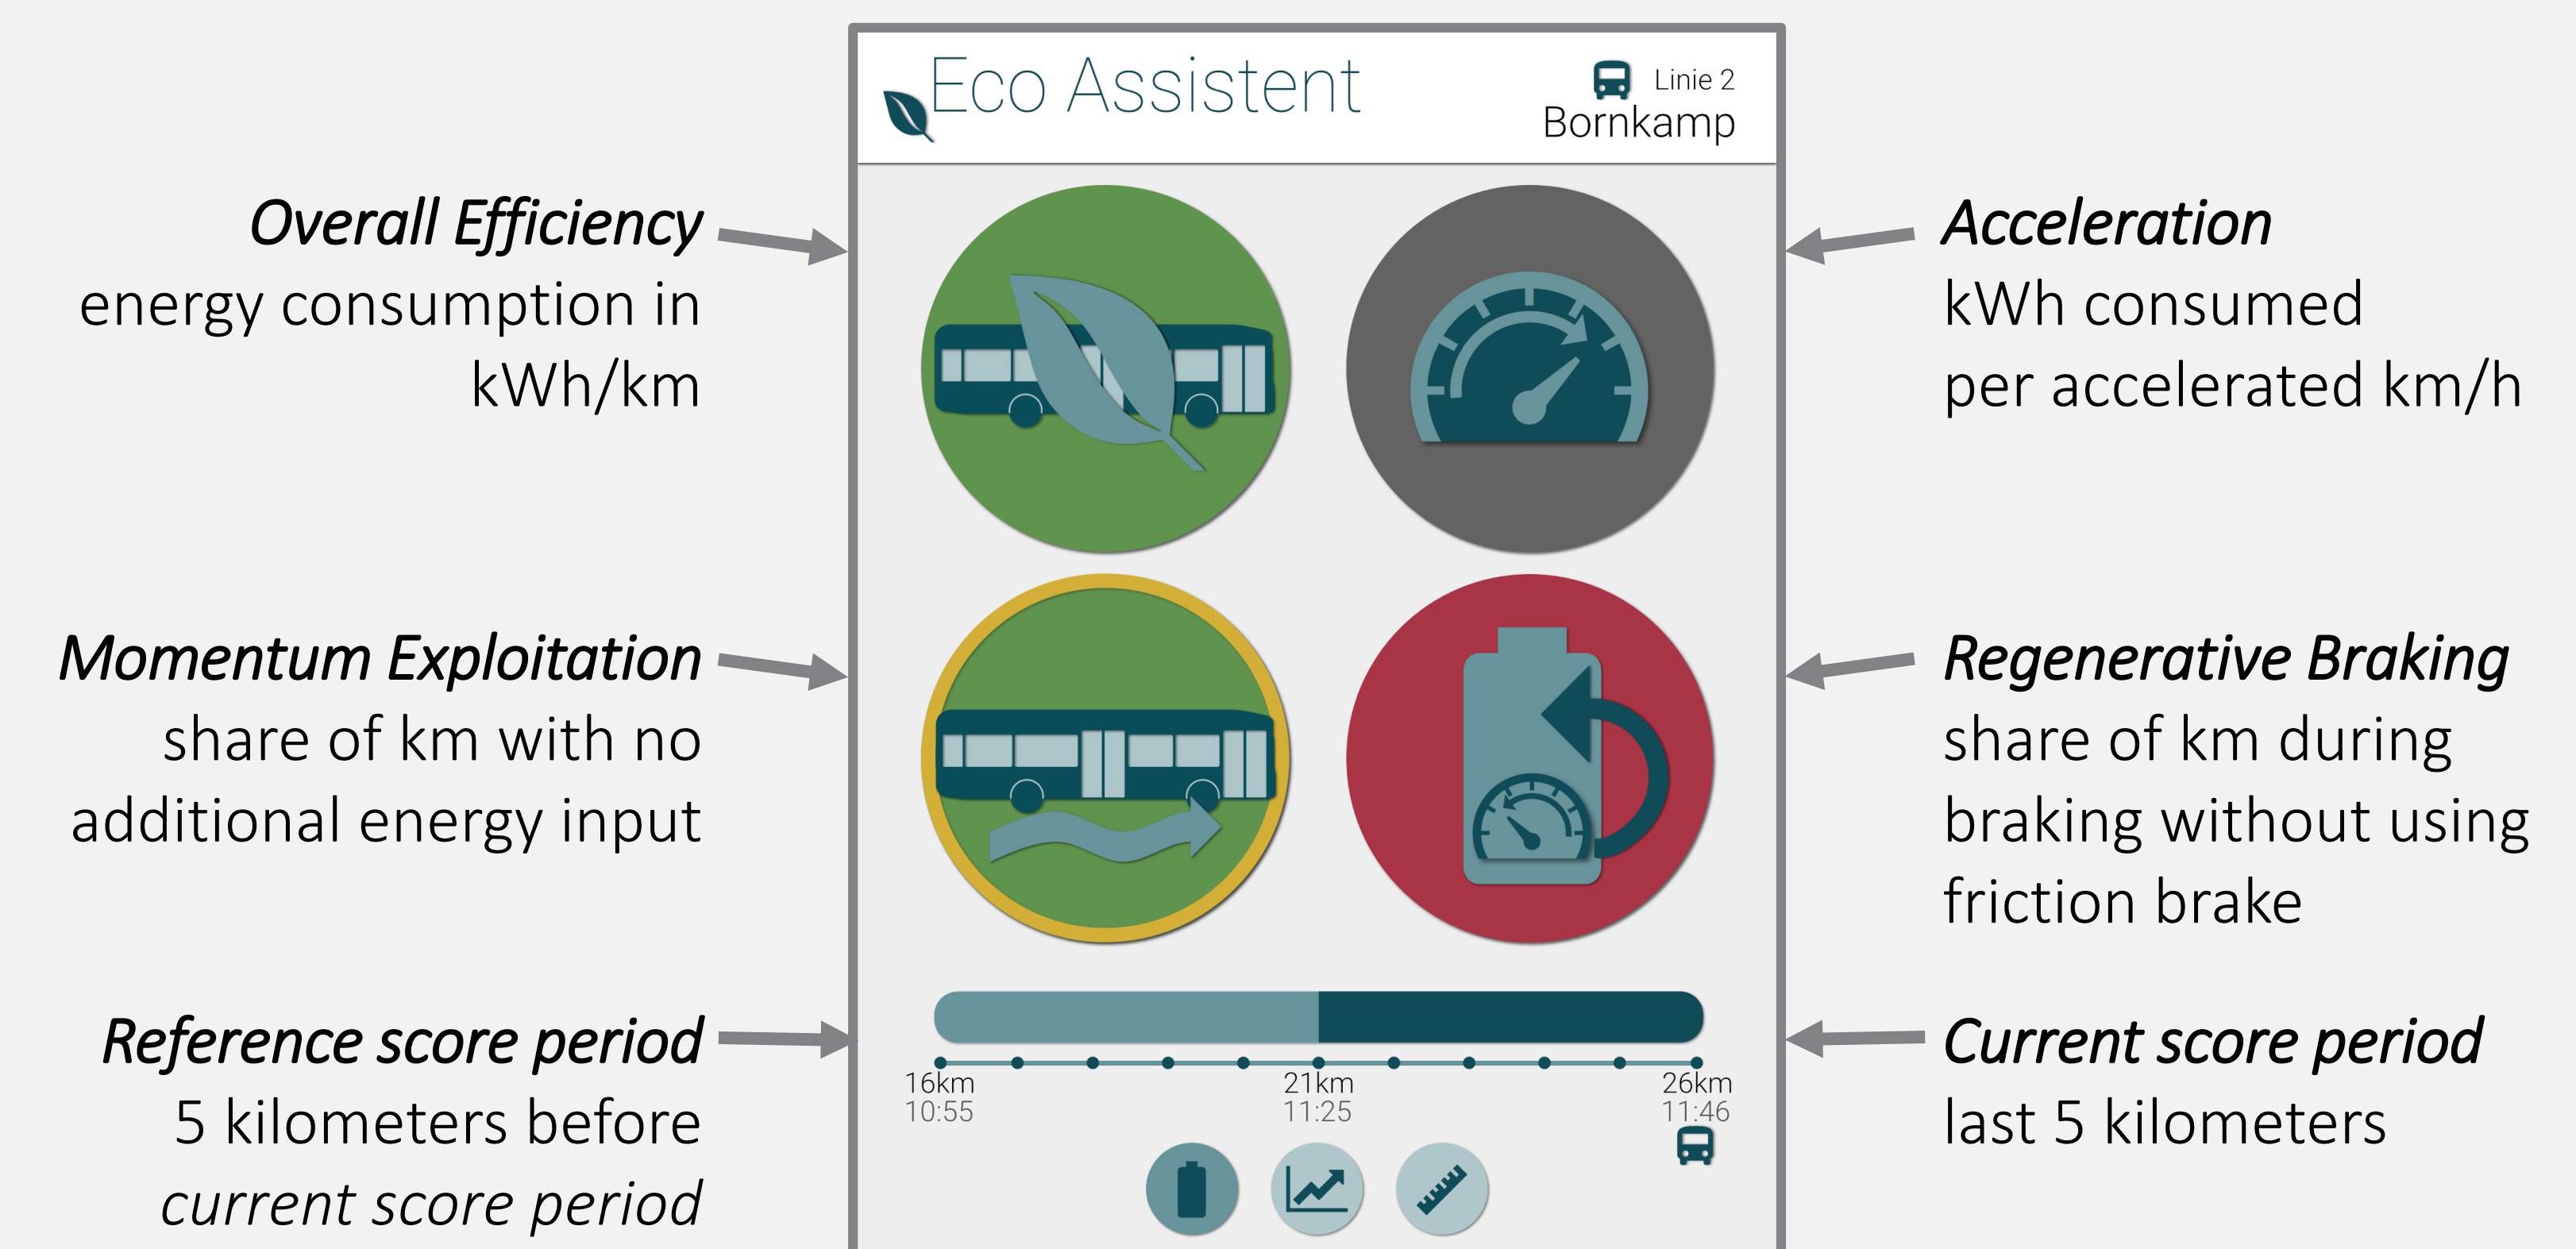 Eco Assistent
Linie 2
Bornkamp
Overall Efficiency
energy consumption in
kWh/km
Acceleration
kWh consumed
per accelerated km/h
Momentum Exploitation
share of km with no
additional energy input
Regenerative Braking
share of km during
braking without using
friction brake
Reference score period
5 kilometers before
current score period
Current score period
last 5 kilometers
16km
10:55
21km
11:25
26km
11:46